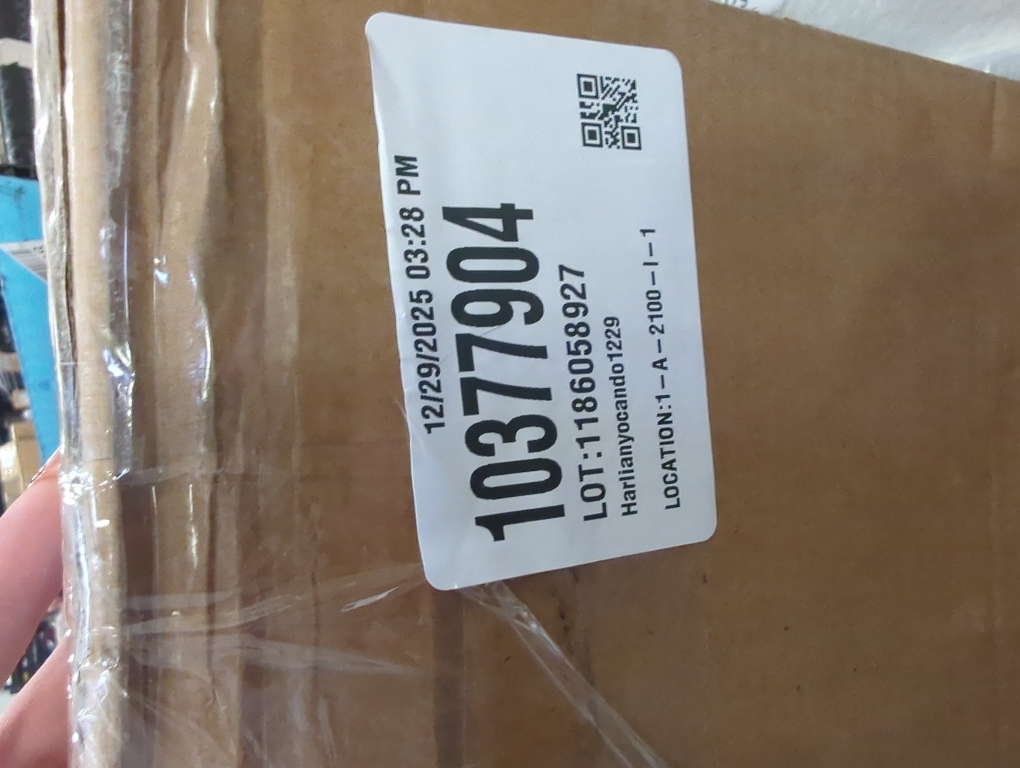 12/29/2025 03:28 PM
10377904
LOT:1186058927
Harlianyocando1229
LOCATION:1-A-2100-I-1